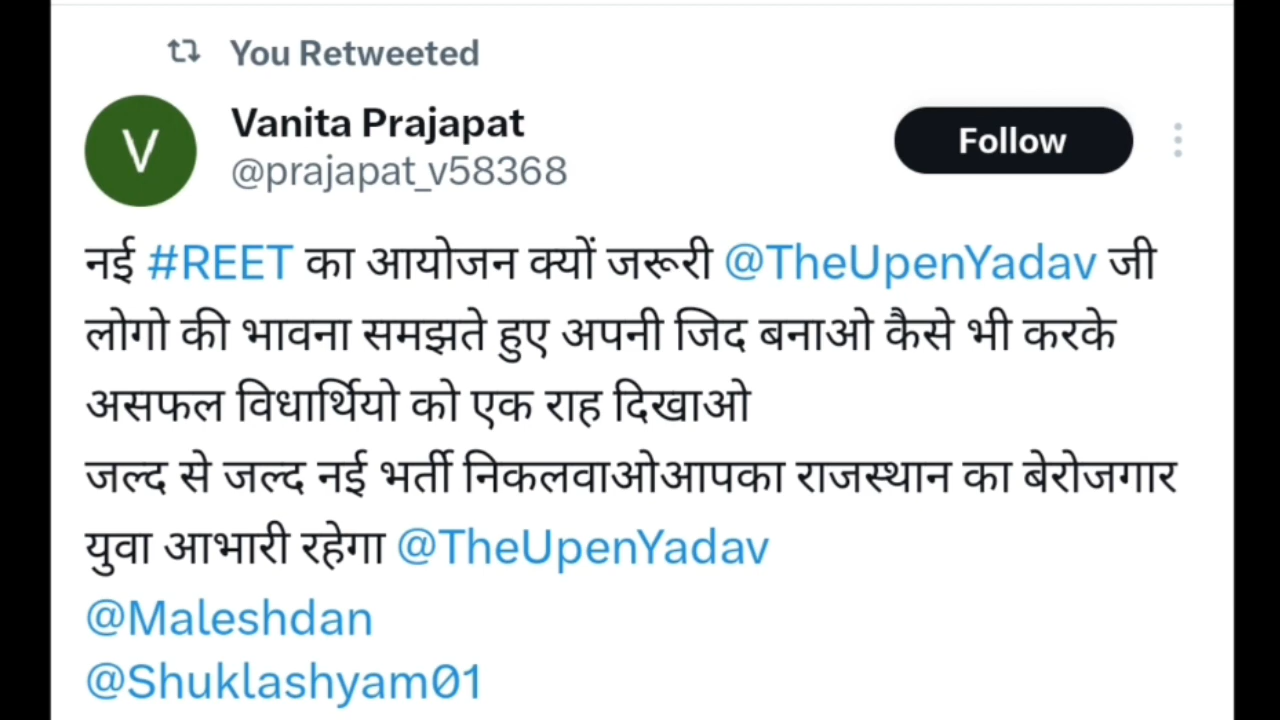 You Retweeted
V
Vanita Prajapat
Follow
@prajapat_v58368
नई #REET का आयोजन क्यों जरूरी @TheUpenYadav जी
लोगो की भावना समझते हुए अपनी जिद बनाओ कैसे भी करके
असफल विधार्थियो को एक राह दिखाओ
जल्द से जल्द नई भर्ती निकलवाओआपका राजस्थान का बेरोजगार
युवा आभारी रहेगा @TheUpenYadav
@Maleshdan
@Shuklashyam01